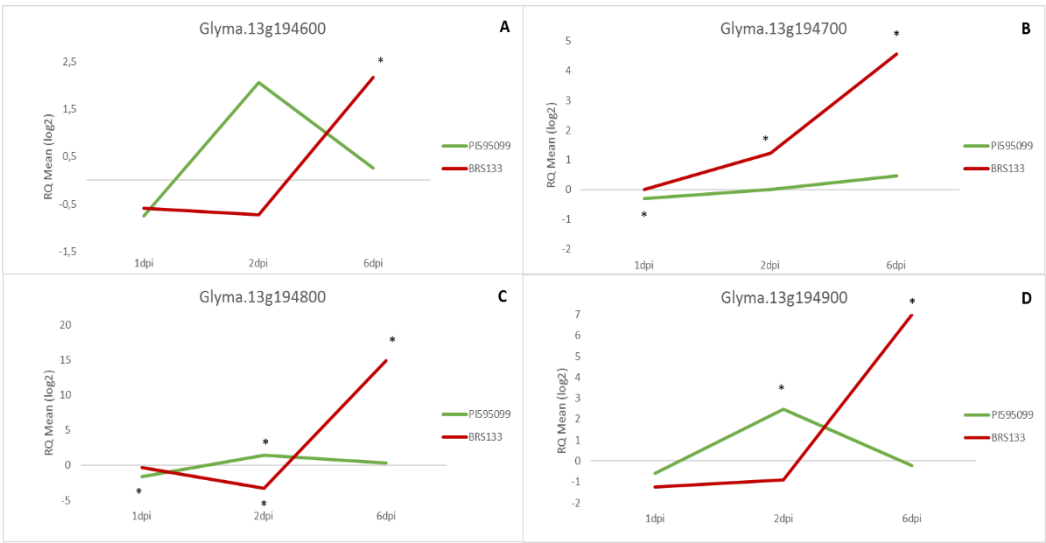 Glyma.13g194600 A
RQ Mean (log2)
2,5
1,5
0,5
-0,5
-1,5
1dpi 2dpi 6dpi
*
PI595099
BRS133
Glyma.13g194700 B
RQ Mean (log2)
5
4
3
2
1
0
-1
-2
1dpi 2dpi 6dpi
*
*
*
PI595099
BRS133
Glyma.13g194800 C
RQ Mean (log2)
20
15
10
5
0
-5
1dpi 2dpi 6dpi
*
*
*
*
PI595099
BRS133
Glyma.13g194900 D
RQ Mean (log2)
7
6
5
4
3
2
1
0
-1
-2
1dpi 2dpi 6dpi
*
*
PI595099
BRS133